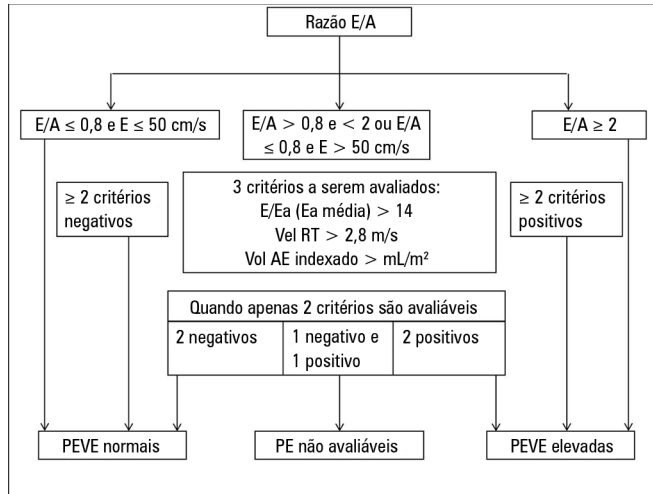 Razão E/A
E/A ≤ 0,8 e E ≤ 50 cm/s
E/A > 0,8 e < 2 ou E/A
≤ 0,8 e E > 50 cm/s
E/A ≥ 2
≥ 2 critérios
negativos
3 critérios a serem avaliados:
E/Ea (Ea média) > 14
Vel RT > 2,8 m/s
Vol AE indexado > mL/m²
≥ 2 critérios
positivos
Quando apenas 2 critérios são avaliáveis
2 negativos
1 negativo e
1 positivo
2 positivos
PEVE normais
PE não avaliáveis
PEVE elevadas